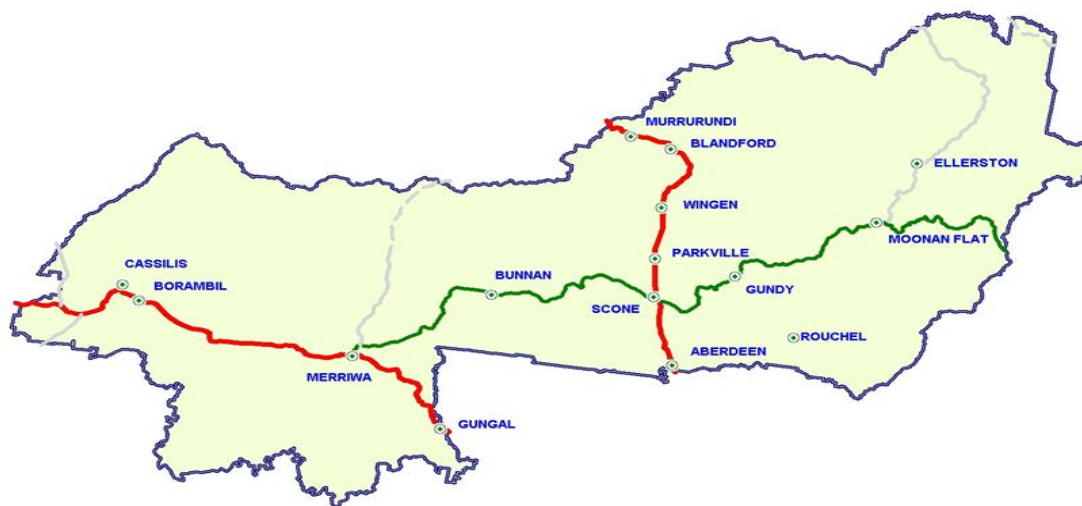 MURRURUNDI
BLANDFORD
ELLERSTON
WINGEN
MOONAN FLAT
PARKVILLE
CASSILIS
BUNNAN
GUNDY
BORAMBIL
SCONE
ROUCHEL
ABERDEEN
MERRIWA
GUNGAL